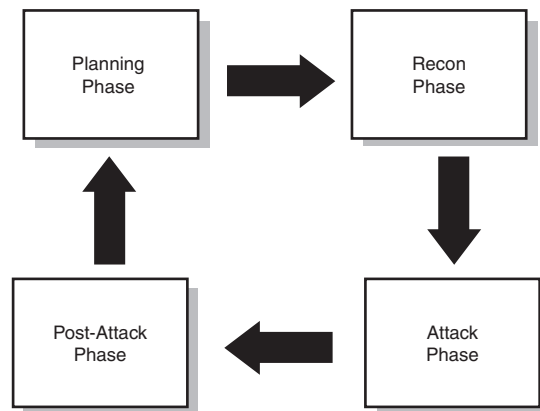 Planning
Phase
Recon
Phase
Post-Attack
Phase
Attack
Phase